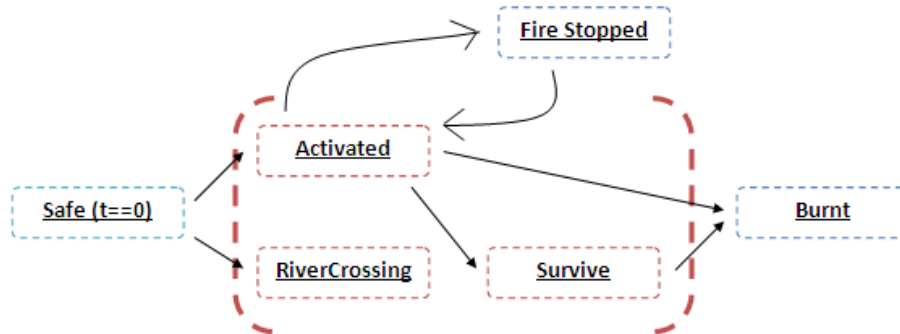 Fire Stopped
Activated
Safe (t==0)
Burnt
RiverCrossing
Survive